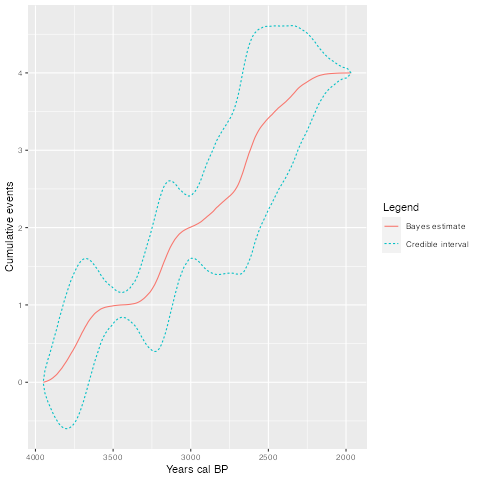 Cumulative events
4
3
2
1
0
4000 3500 3000 2500 2000
Years cal BP
Legend
Bayes estimate
Credible interval